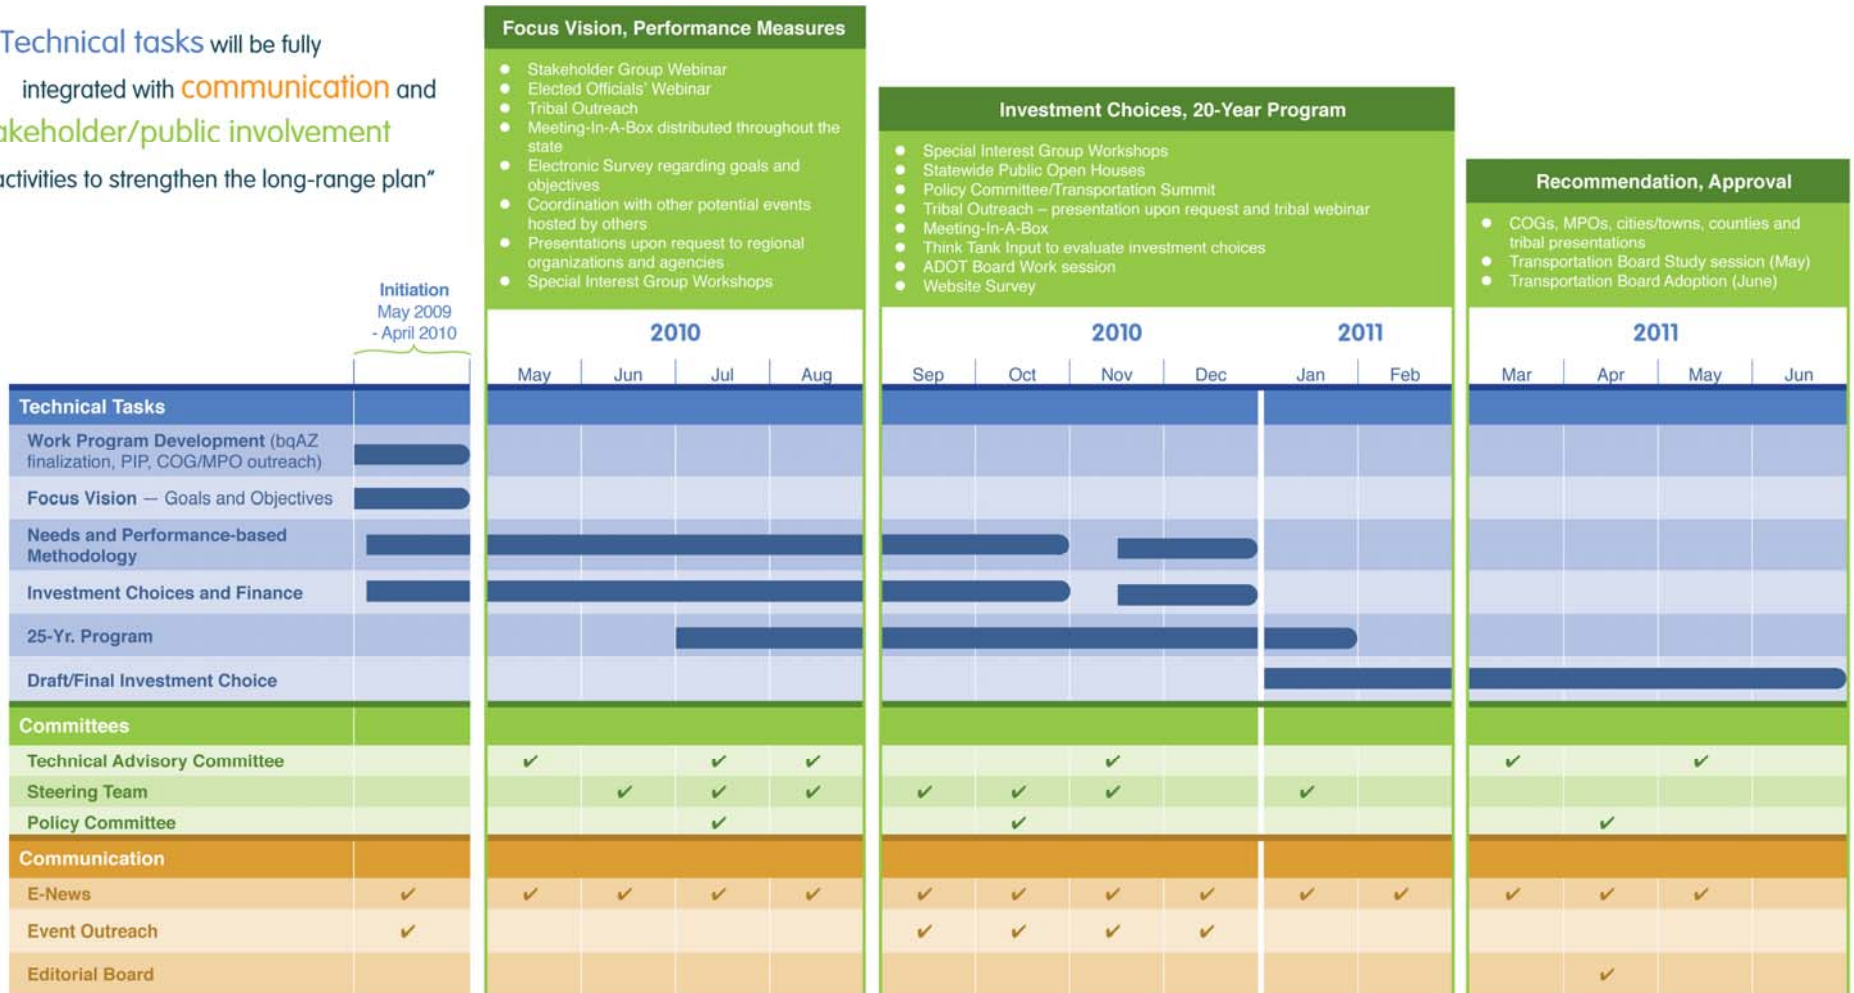 Technical tasks will be fully
integrated with communication and
akeholder/public involvement
activities to strengthen the long-range plan"
Focus Vision, Performance Measures
● Stakeholder Group Webinar
● Elected Officials' Webinar
● Tribal Outreach
● Meeting-In-A-Box distributed throughout the
state
● Electronic Survey regarding goals and
objectives
● Coordination with other potential events
hosted by others
● Presentations upon request to regional
organizations and agencies
● Special Interest Group Workshops
Investment Choices, 20-Year Program
● Special Interest Group Workshops
● Statewide Public Open Houses
● Policy Committee/Transportation Summit
● Tribal Outreach – presentation upon request and tribal webinar
● Meeting-In-A-Box
● Think Tank Input to evaluate investment choices
● ADOT Board Work session
● Website Survey
Recommendation, Approval
● COGs, MPOs, cities/towns, counties and
tribal presentations
● Transportation Board Study session (May)
● Transportation Board Adoption (June)
Initiation
May 2009
- April 2010
2010 2010 2011 2011
May Jun Jul Aug Sep Oct Nov Dec Jan Feb Mar Apr May Jun
Technical Tasks
Work Program Development (bqAZ
finalization, PIP, COG/MPO outreach)
Focus Vision — Goals and Objectives
Needs and Performance-based
Methodology
Investment Choices and Finance
25-Yr. Program
Draft/Final Investment Choice
Committees
Technical Advisory Committee ✔ ✔ ✔ ✔ ✔ ✔
Steering Team ✔ ✔ ✔ ✔ ✔ ✔ ✔
Policy Committee ✔ ✔ ✔
Communication
E-News ✔ ✔ ✔ ✔ ✔ ✔ ✔ ✔ ✔ ✔ ✔ ✔ ✔ ✔
Event Outreach ✔ ✔ ✔ ✔ ✔
Editorial Board ✔